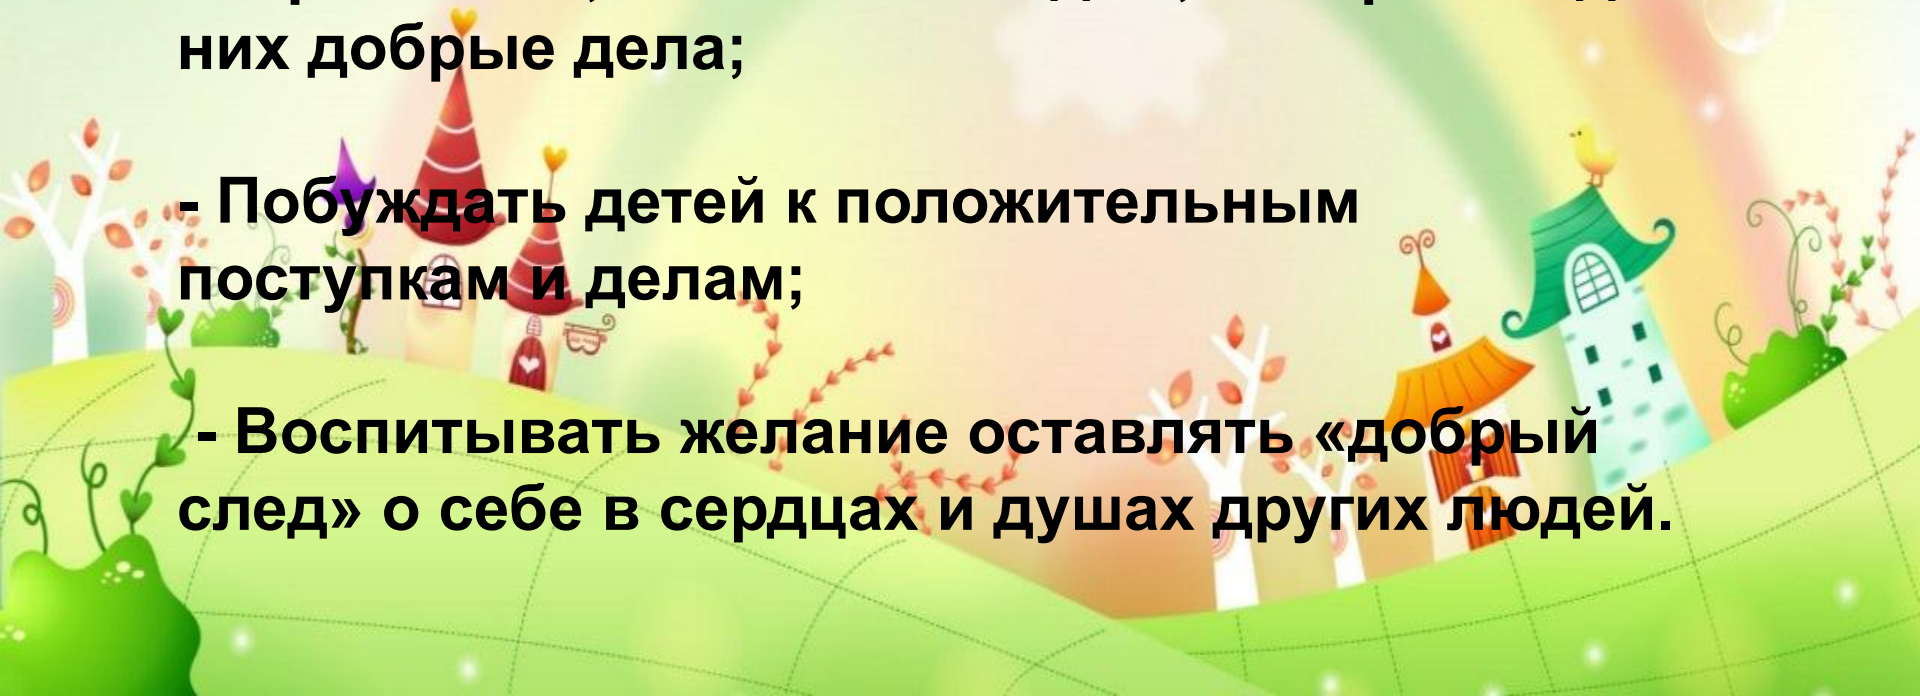 них добрые дела;
- Побуждать детей к положительным
поступкам и делам;
- Воспитывать желание оставлять «добрый
след» о себе в сердцах и душах других людей.